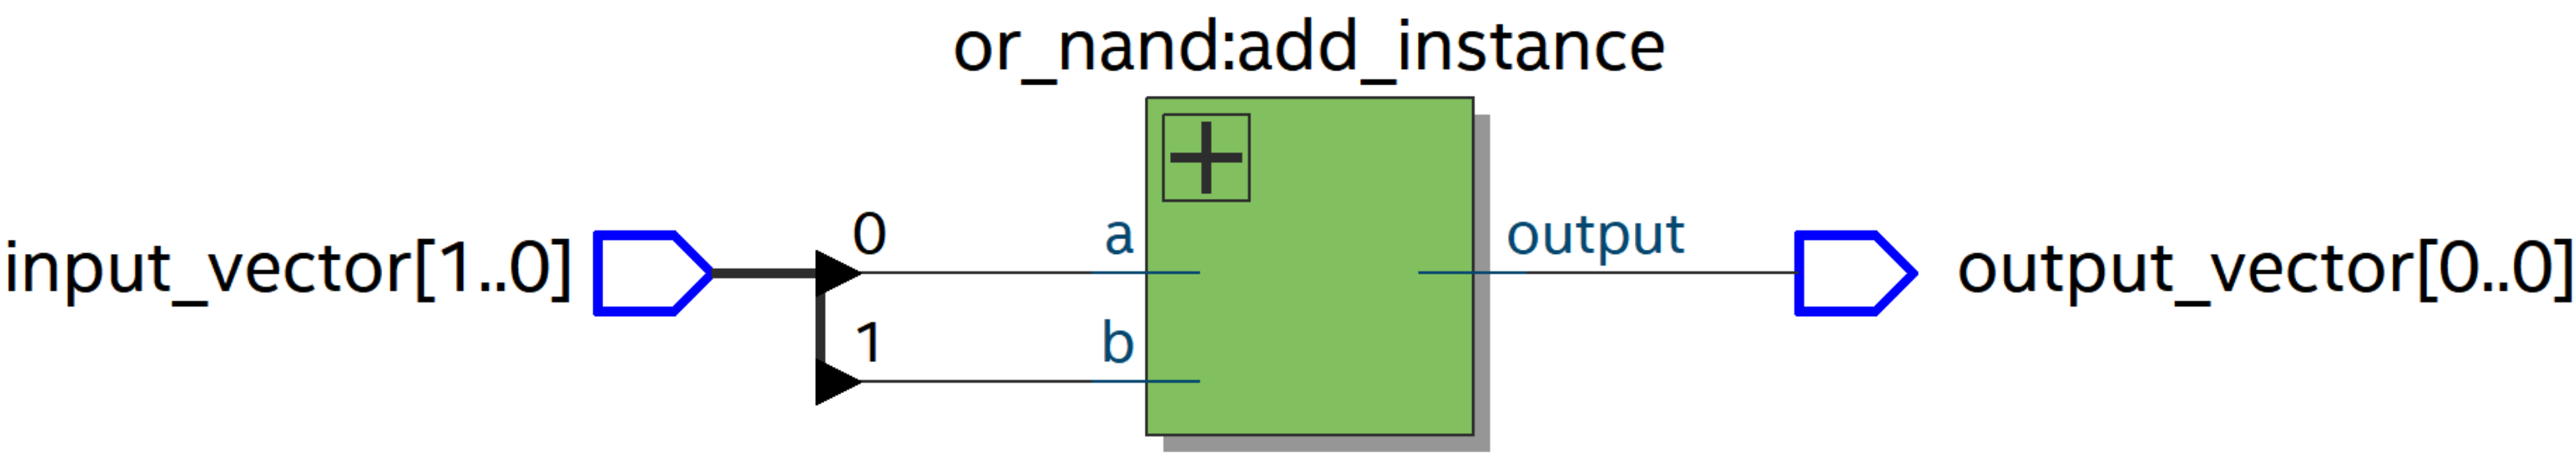 or_nand:add_instance
input_vector[1..0]
0
a
output
output_vector[0..0]
1
b